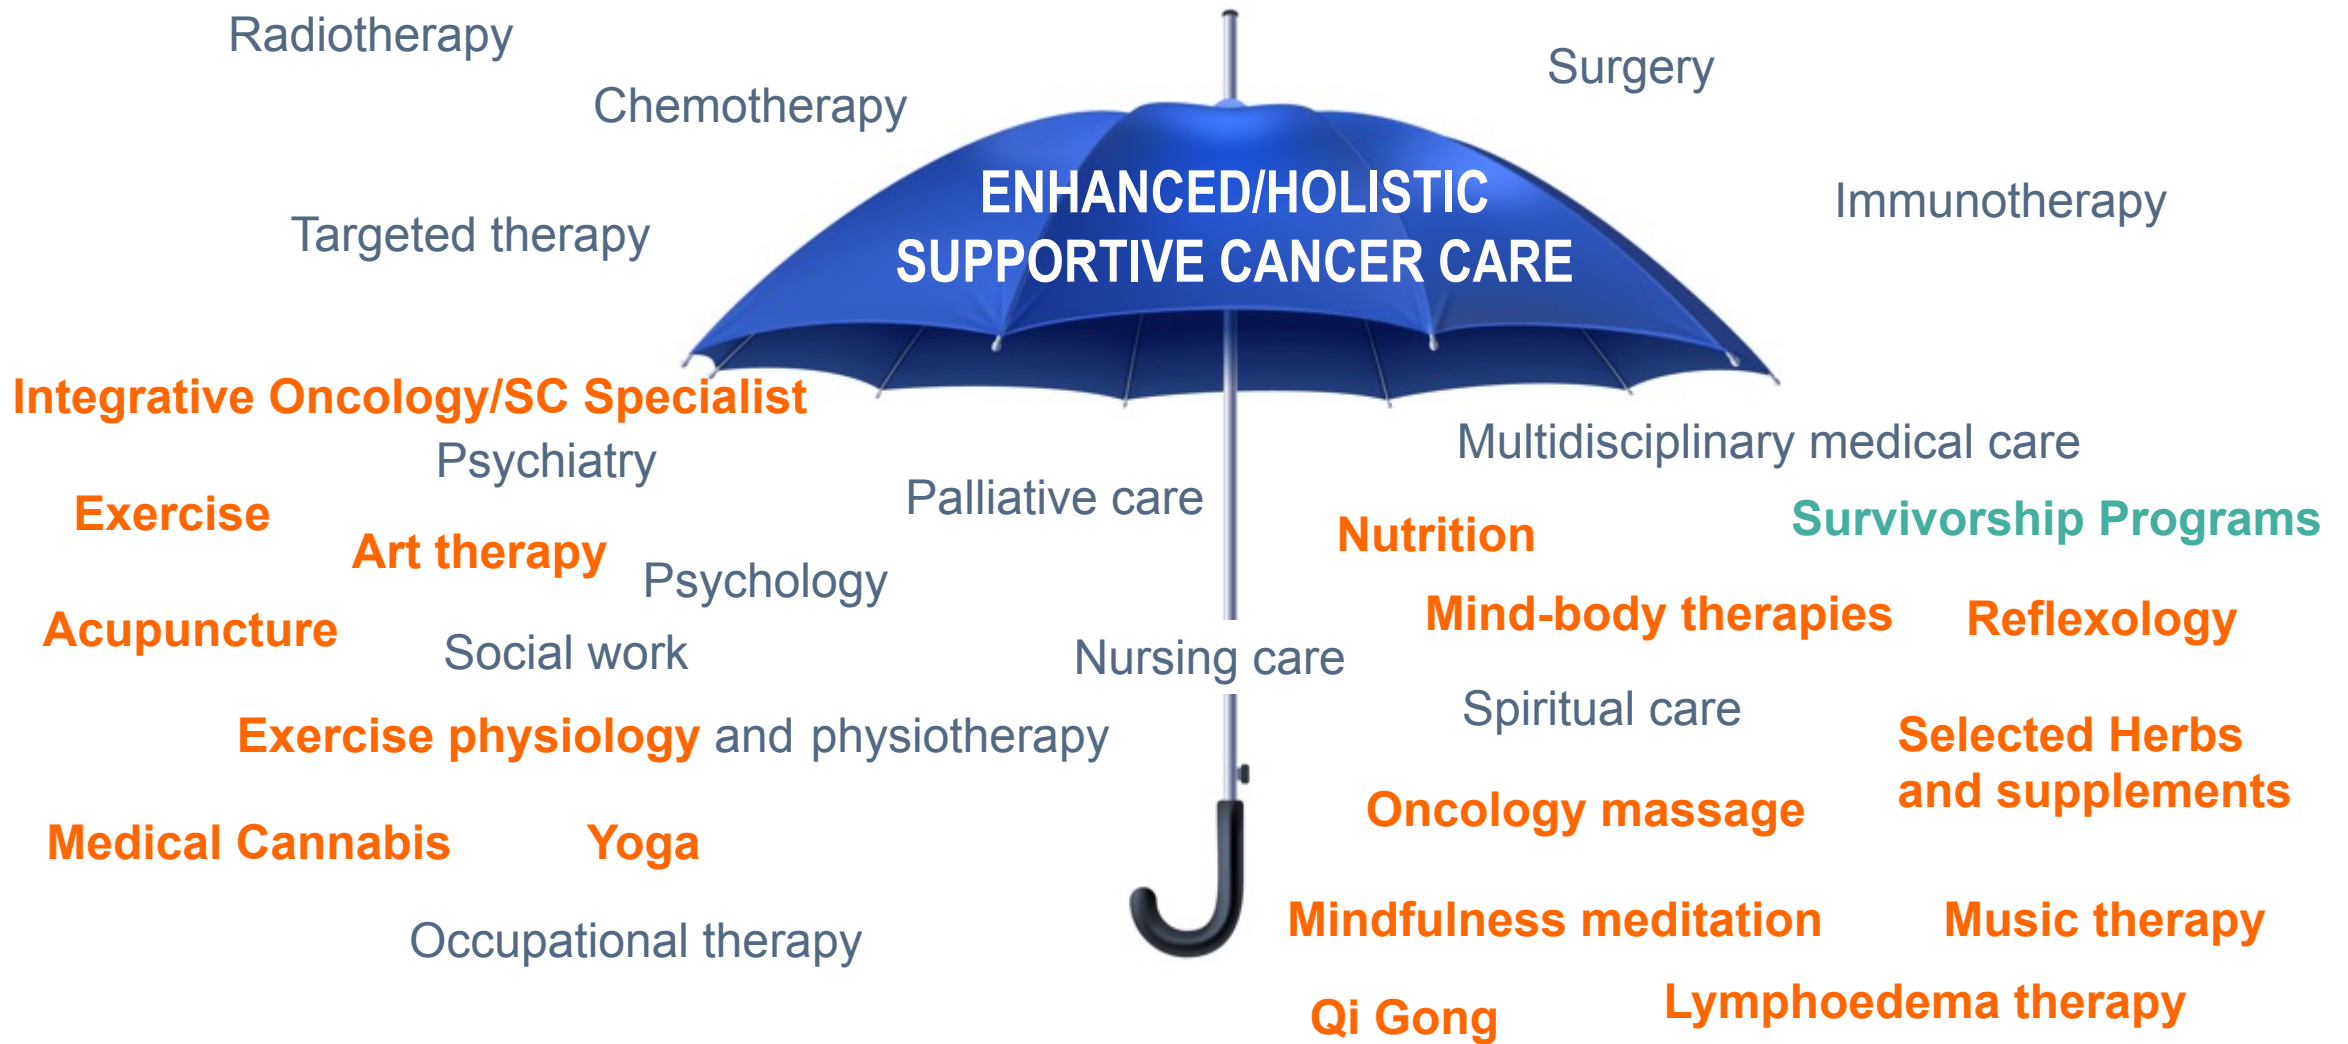 Radiotherapy
Surgery
Chemotherapy
ENHANCED/HOLISTIC
SUPPORTIVE CANCER CARE
Immunotherapy
Targeted therapy
Integrative Oncology/SC Specialist
Multidisciplinary medical care
Psychiatry
Palliative care
Exercise
Survivorship Programs
Nutrition
Art therapy
Psychology
Mind-body therapies
Reflexology
Acupuncture
Social work
Nursing care
Spiritual care
Exercise physiology and physiotherapy
Selected Herbs
and supplements
Oncology massage
Medical Cannabis
Yoga
Mindfulness meditation
Music therapy
Occupational therapy
Lymphoedema therapy
Qi Gong